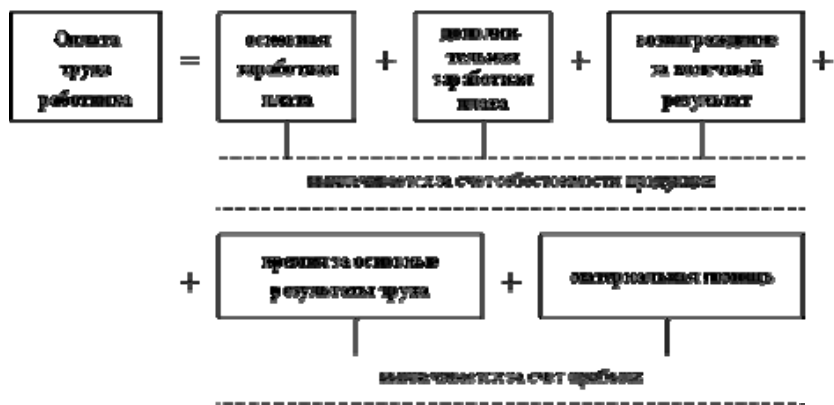 Оплата
труда
работника
=
основная
заработная
плата
+
дополни-
тельная
заработная
плата
+
вознаграждение
за конечный
результат
+
выплачивается за счет себестоимости продукции
+
премия за основные
результаты труда
+
материальная помощь
выплачивается за счет прибыли